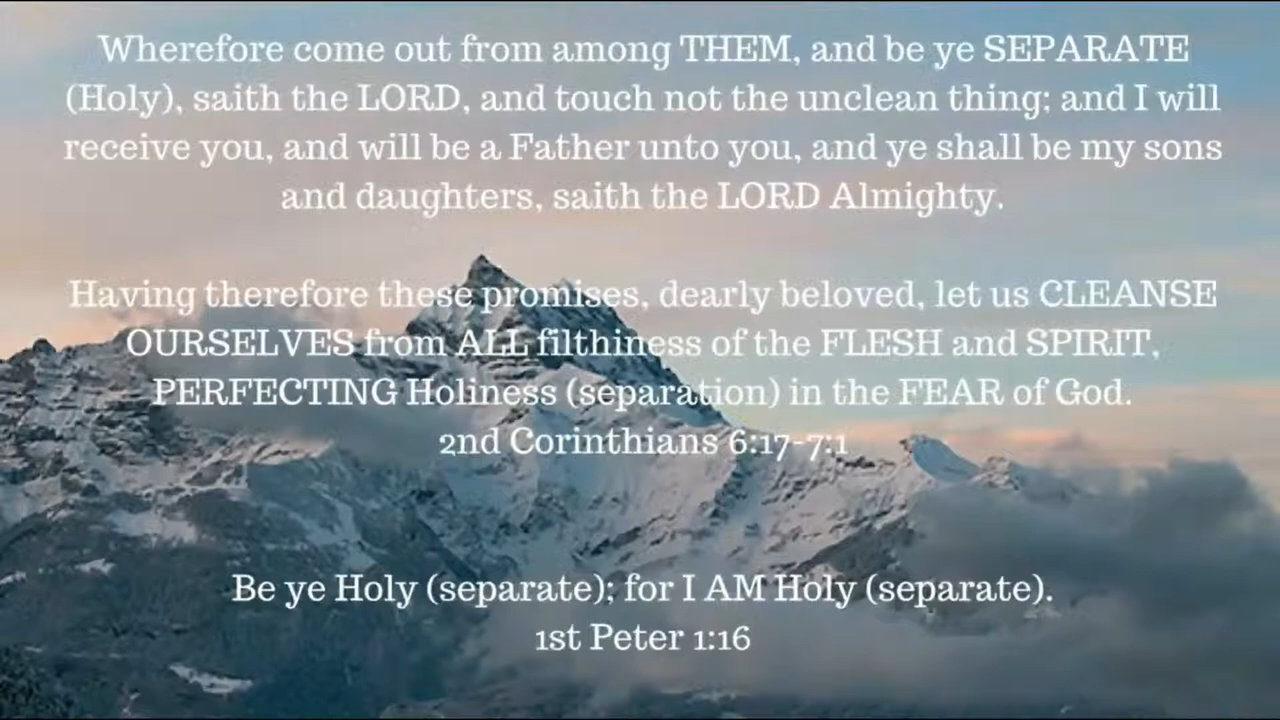 Wherefore come out from among THEM, and be ye SEPARATE
(Holy), saith the LORD, and touch not the unclean thing; and I will
receive you, and will be a Father unto you, and ye shall be my sons
and daughters, saith the LORD Almighty.
Having therefore these promises, dearly beloved, let us CLEANSE
OURSELVES from ALL filthiness of the FLESH and SPIRIT,
PERFECTING Holiness (separation) in the FEAR of God.
2nd Corinthians 6:17-7:1
Be ye Holy (separate); for I AM Holy (separate).
1st Peter 1:16